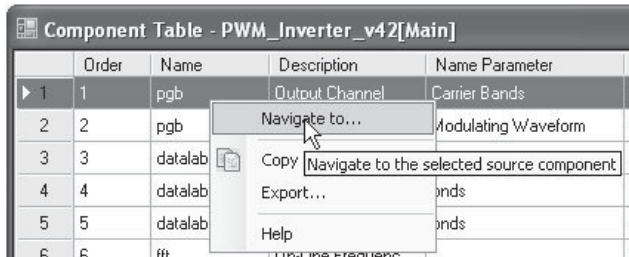 Component Table - PWM_Inverter_v42[Main]
Order Name Description Name Parameter
1 1 pgb Output Channel Carrier Bands
2 2 pgb Modulating Waveform
3 3 datalab
4 4 datalab
5 5 datalab
6 6 fft
Navigate to...
Copy
Navigate to the selected source component
Export...
Help